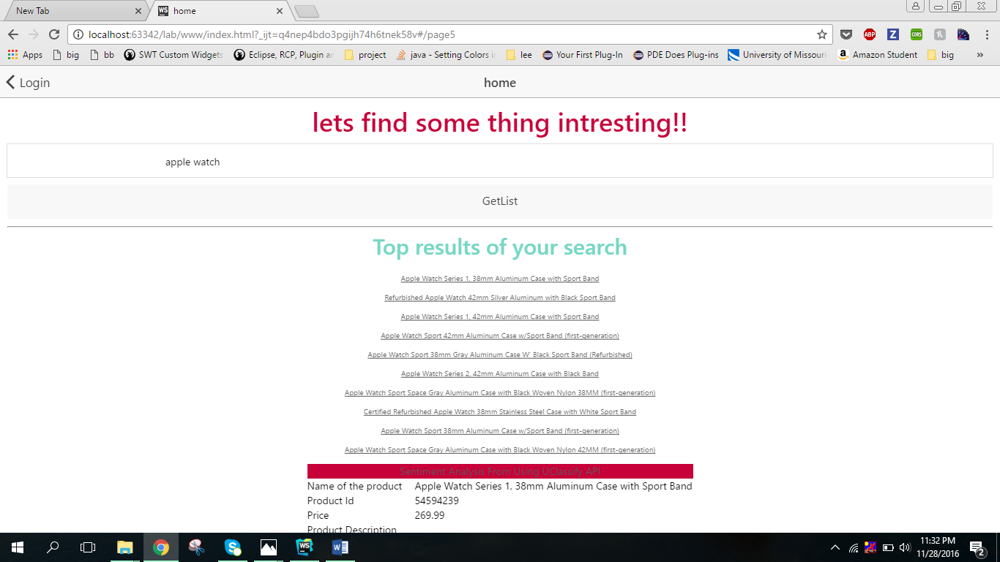 New Tab
home
localhost:63342/lab/www/index.html?_ijt=q4nep4bdo3pgijh74h6tnek58v#/page5
ABP
Z
CORS
Apps big bb SWT Custom Widgets Eclipse, RCP, Plugin ar project java - Setting Colors i lee Your First Plug-In PDE Does Plug-ins University of Missouri Amazon Student big »
Login
home
lets find some thing intresting!!
apple watch
GetList
Top results of your search
Apple Watch Series 1, 38mm Aluminum Case with Sport Band
Refurbished Apple Watch 42mm Silver Aluminum with Black Sport Band
Apple Watch Series 1, 42mm Aluminum Case with Sport Band
Apple Watch Sport 42mm Aluminum Case w/Sport Band (first-generation)
Apple Watch Sport 38mm Gray Aluminum Case W' Black Sport Band (Refurbished)
Apple Watch Series 2, 42mm Aluminum Case with Black Band
Apple Watch Sport Space Gray Aluminum Case with Black Woven Nylon 38MM (first-generation)
Certified Refurbished Apple Watch 38mm Stainless Steel Case with White Sport Band
Apple Watch Sport 38mm Aluminum Case w/Sport Band (first-generation)
Apple Watch Sport Space Gray Aluminum Case with Black Woven Nylon 42MM (first-generation)
Sentiment Analysis From Using UClassify API
Name of the product Apple Watch Series 1, 38mm Aluminum Case with Sport Band
Product Id 54594239
Price 269.99
Product Description
11:32 PM
11/28/2016
2